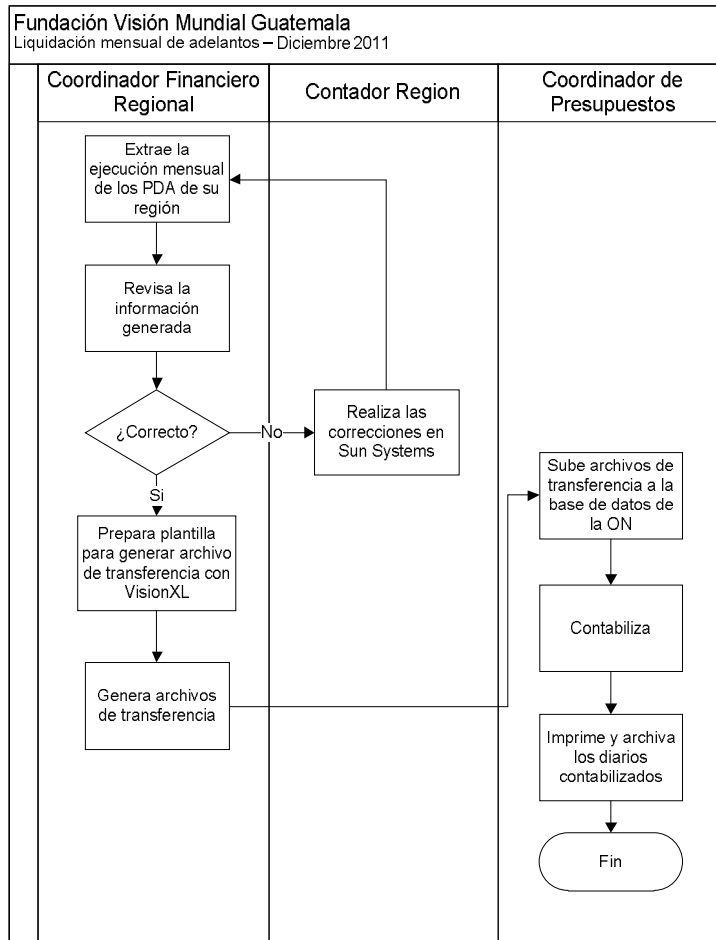 Fundación Visión Mundial Guatemala
Liquidación mensual de adelantos – Diciembre 2011
Coordinador Financiero
Regional
Contador Region
Coordinador de
Presupuestos
Extrae la
ejecución mensual
de los PDA de su
región
Revisa la
información
generada
¿Correcto?
No
Realiza las
correcciones en
Sun Systems
Si
Prepara plantilla
para generar archivo
de transferencia con
VisionXL
Genera archivos
de transferencia
Sube archivos de
transferencia a la
base de datos de
la ON
Contabiliza
Imprime y archiva
los diarios
contabilizados
Fin